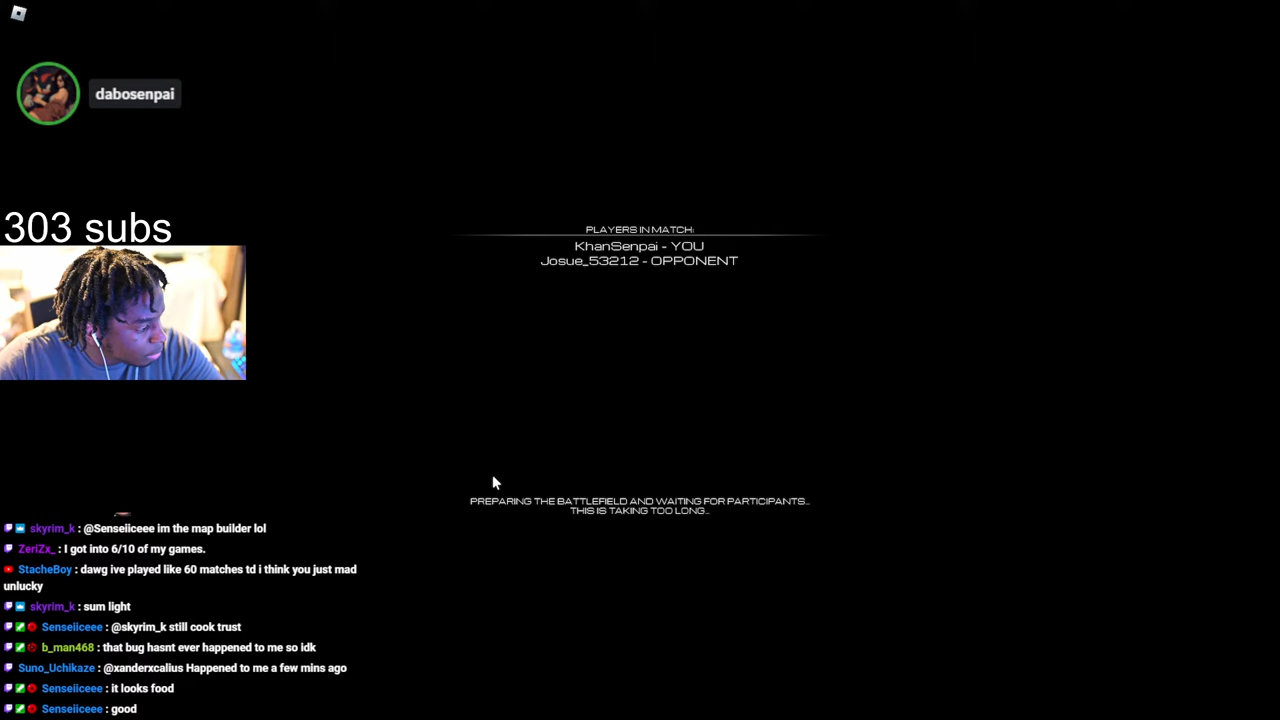 dabosenpai
303 subs
PLAYERS IN MATCH:
KhanSenpai - YOU
Josue_53212 - OPPONENT
PREPARING THE BATTLEFIELD AND WAITING FOR PARTICIPANTS...
THIS IS TAKING TOO LONG...
skyrim_k : @Senseiiceee im the map builder lol
ZeriZx_ : I got into 6/10 of my games.
StacheBoy : dawg ive played like 60 matches td i think you just mad
unlucky
skyrim_k : sum light
Senseiiceee : @skyrim_k still cook trust
b_man468 : that bug hasnt ever happened to me so idk
Suno_Uchikaze : @xanderxcalius Happened to me a few mins ago
Senseiiceee : it looks food
Senseiiceee : good